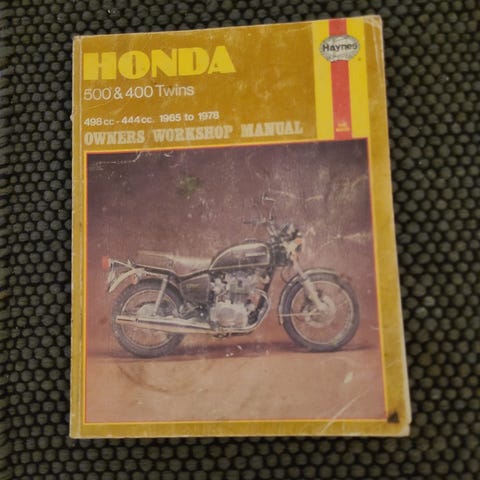 HONDA
Haynes
500 & 400 Twins
498cc - 444cc. 1965 to 1978
OWNERS WORKSHOP MANUAL